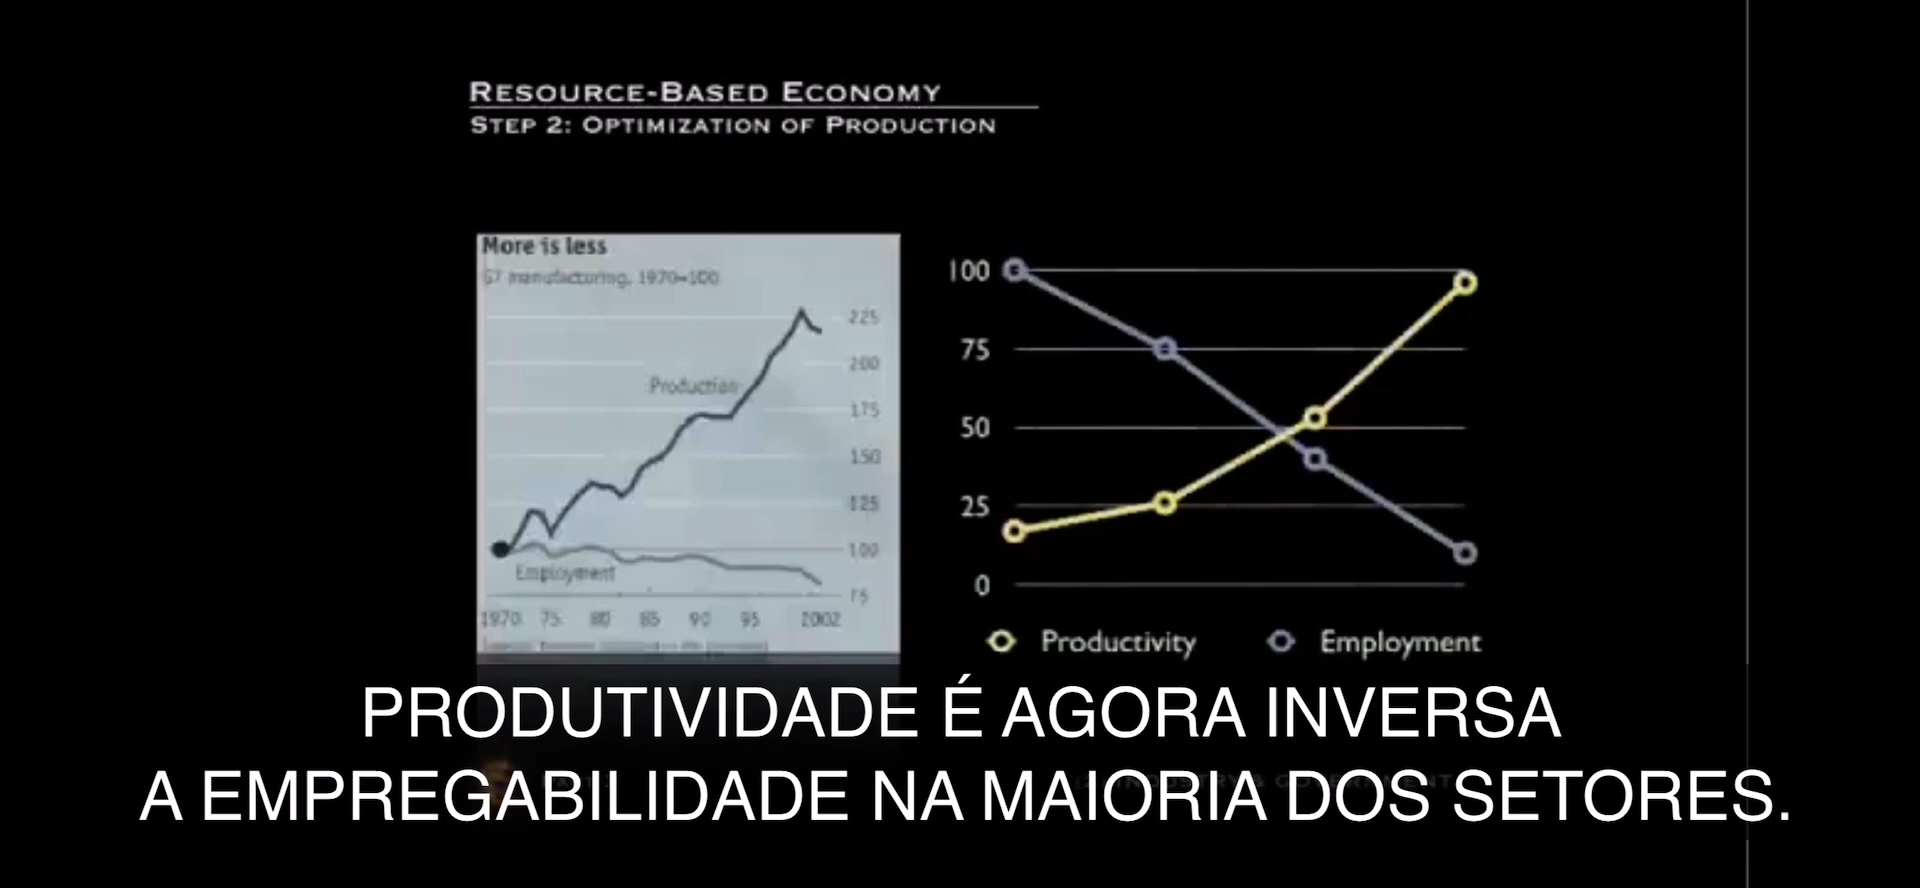 RESOURCE-BASED ECONOMY
STEP 2: OPTIMIZATION OF PRODUCTION
More is less
G7 manufacturing, 1970=100
225
200
Production
175
150
125
100
Employment
75
1970 75 80 85 90 95 2002
100
75
50
25
0
Productivity Employment
PRODUTIVIDADE É AGORA INVERSA
A EMPREGABILIDADE NA MAIORIA DOS SETORES.